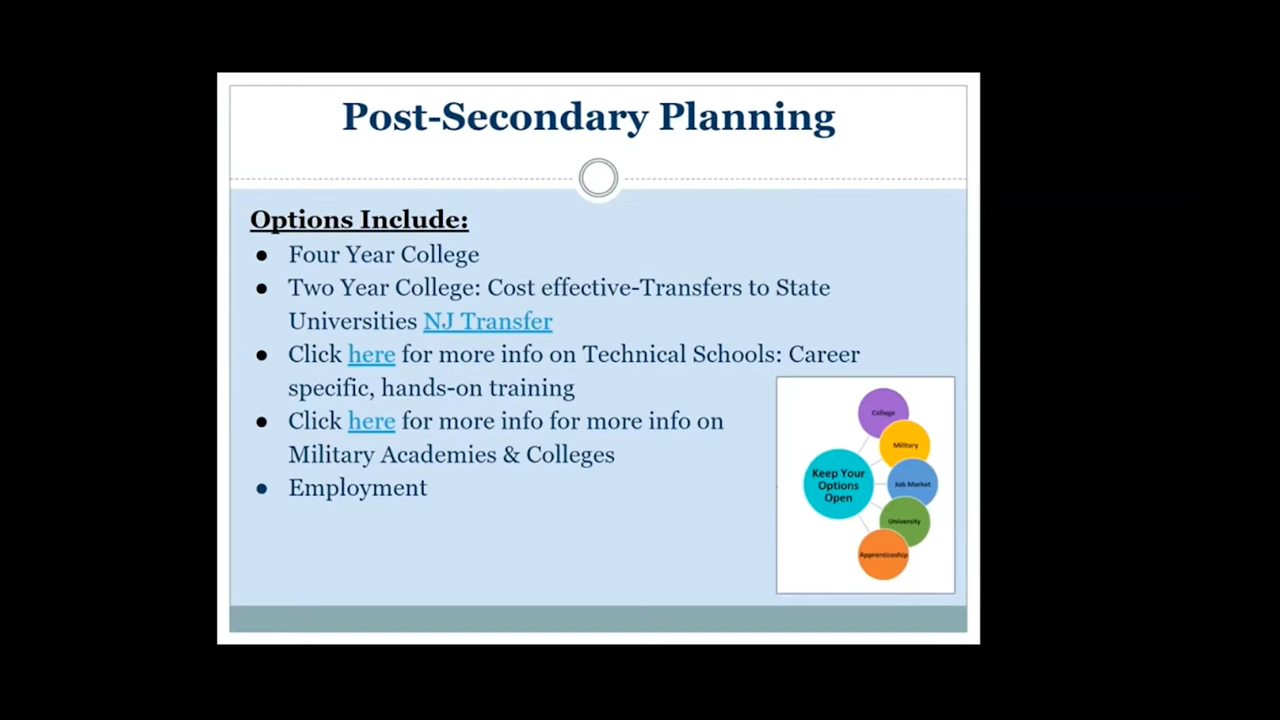 Post-Secondary Planning
Options Include:
● Four Year College
● Two Year College: Cost effective-Transfers to State
Universities NJ Transfer
● Click here for more info on Technical Schools: Career
specific, hands-on training
● Click here for more info for more info on
Military Academies & Colleges
● Employment
College
Military
Keep Your
Options
Open
Job Market
University
Apprenticeship